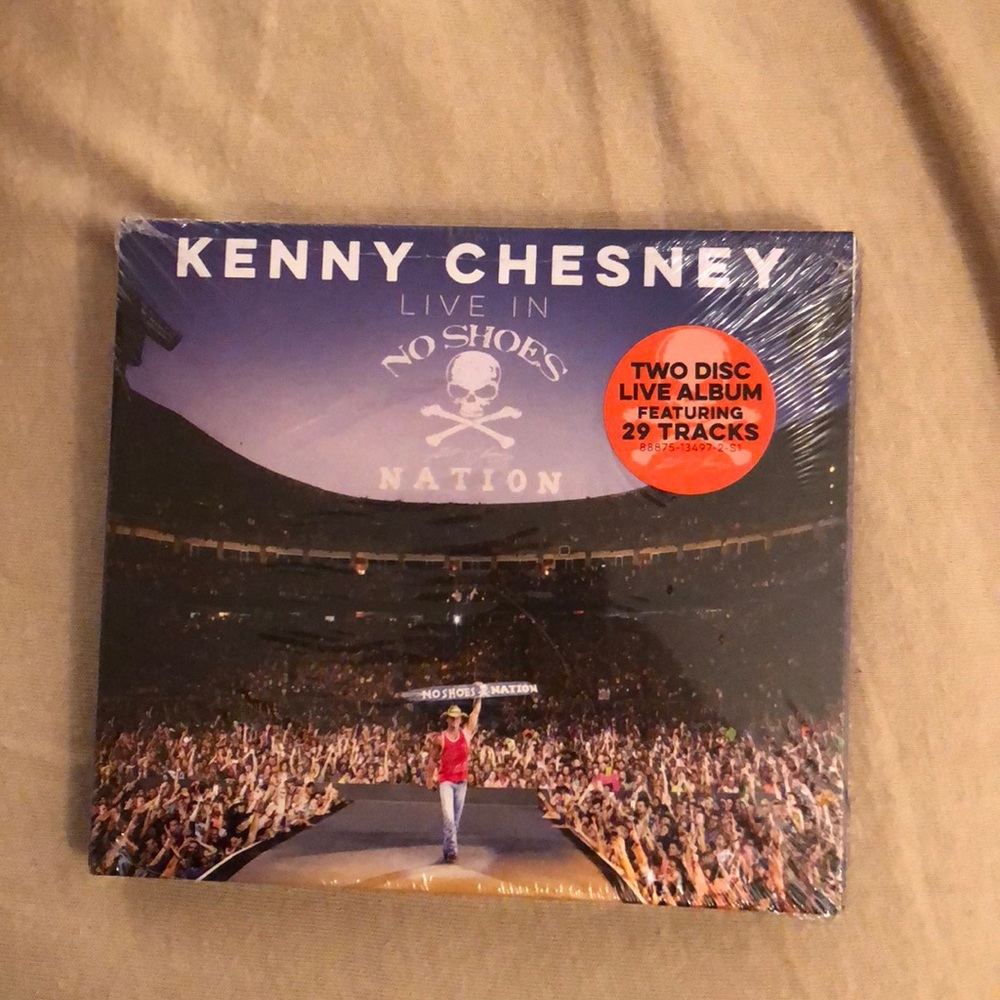 KENNY CHESNEY
LIVE IN
NO SHOES
NATION
TWO DISC
LIVE ALBUM
FEATURING
29 TRACKS
88875-13497-2-S1
NO SHOES NATION